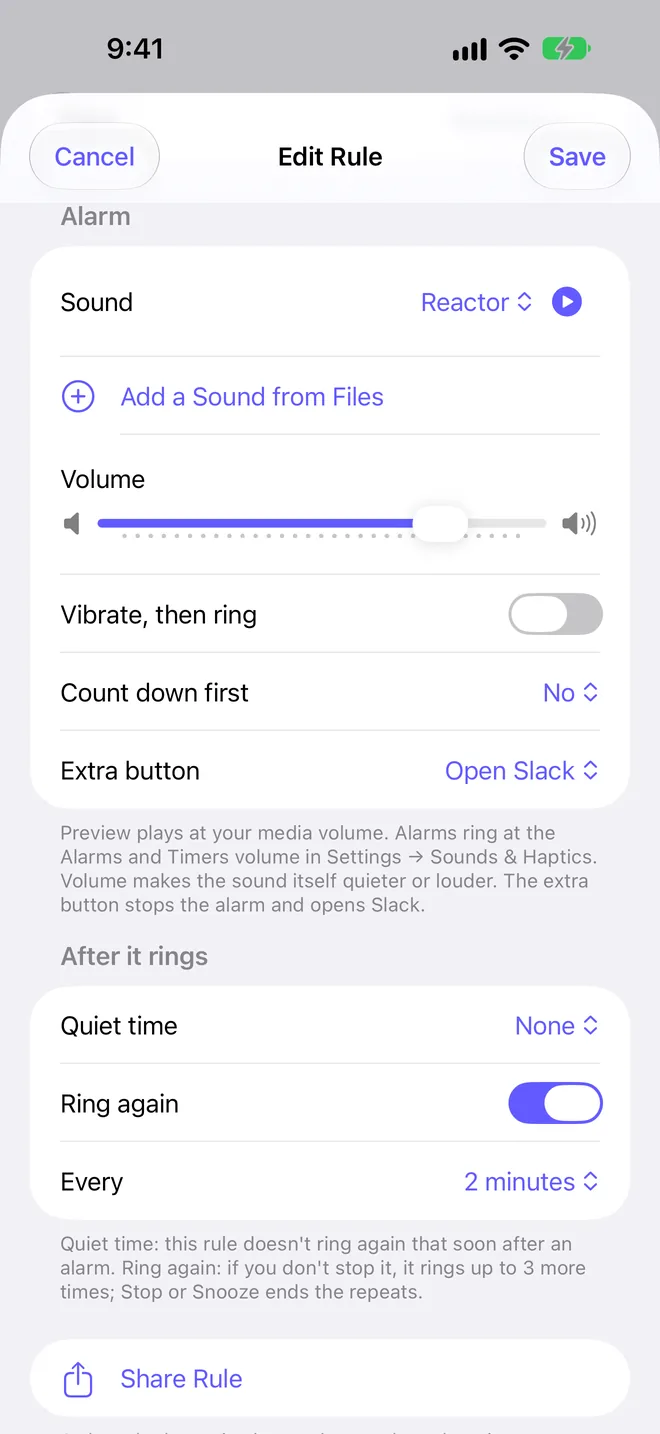 9:41
Cancel
Edit Rule
Save
Alarm
Sound
Reactor
Add a Sound from Files
Volume
Vibrate, then ring
Count down first
No
Extra button
Open Slack
Preview plays at your media volume. Alarms ring at the
Alarms and Timers volume in Settings → Sounds & Haptics.
Volume makes the sound itself quieter or louder. The extra
button stops the alarm and opens Slack.
After it rings
Quiet time
None
Ring again
Every
2 minutes
Quiet time: this rule doesn't ring again that soon after an
alarm. Ring again: if you don't stop it, it rings up to 3 more
times; Stop or Snooze ends the repeats.
Share Rule